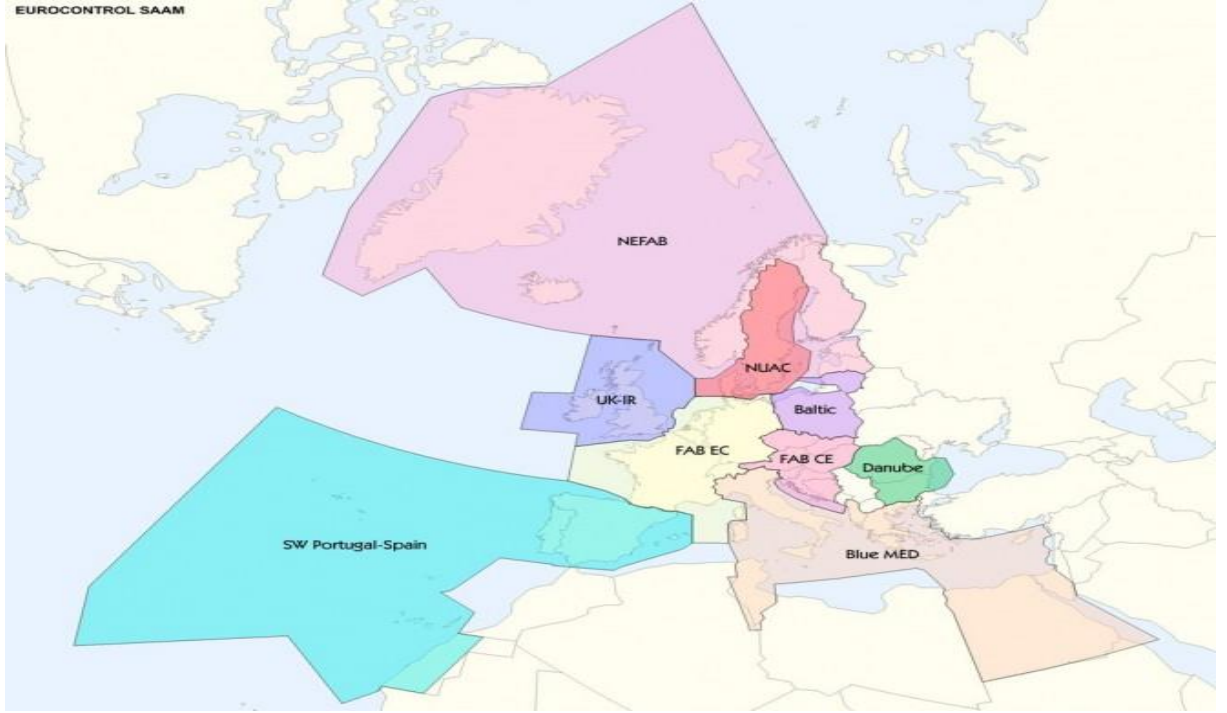 EUROCONTROL SAAM
NEFAB
NUAC
UK-IR
Baltic
FAB EC
FAB CE
Danube
SW Portugal-Spain
Blue MED